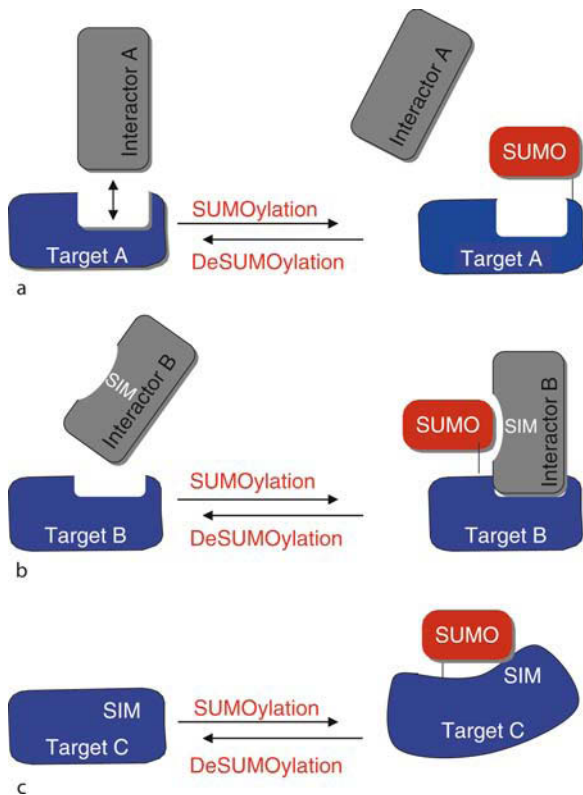 Interactor A
Interactor A
SUMO
SUMOylation
Target A
DeSUMOylation
Target A
a
SIM
Interactor B
SUMO
SIM
Interactor B
SUMOylation
Target B
DeSUMOylation
Target B
b
SUMO
SIM
SIM
SUMOylation
Target C
Target C
DeSUMOylation
c